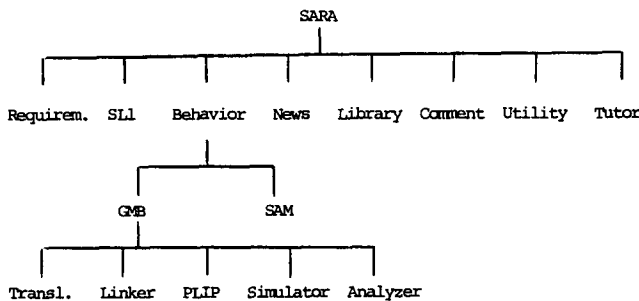 SARA
Requirem. SL1 Behavior News Library Comment Utility Tutor
GMB SAM
Transl. Linker PLIP Simulator Analyzer